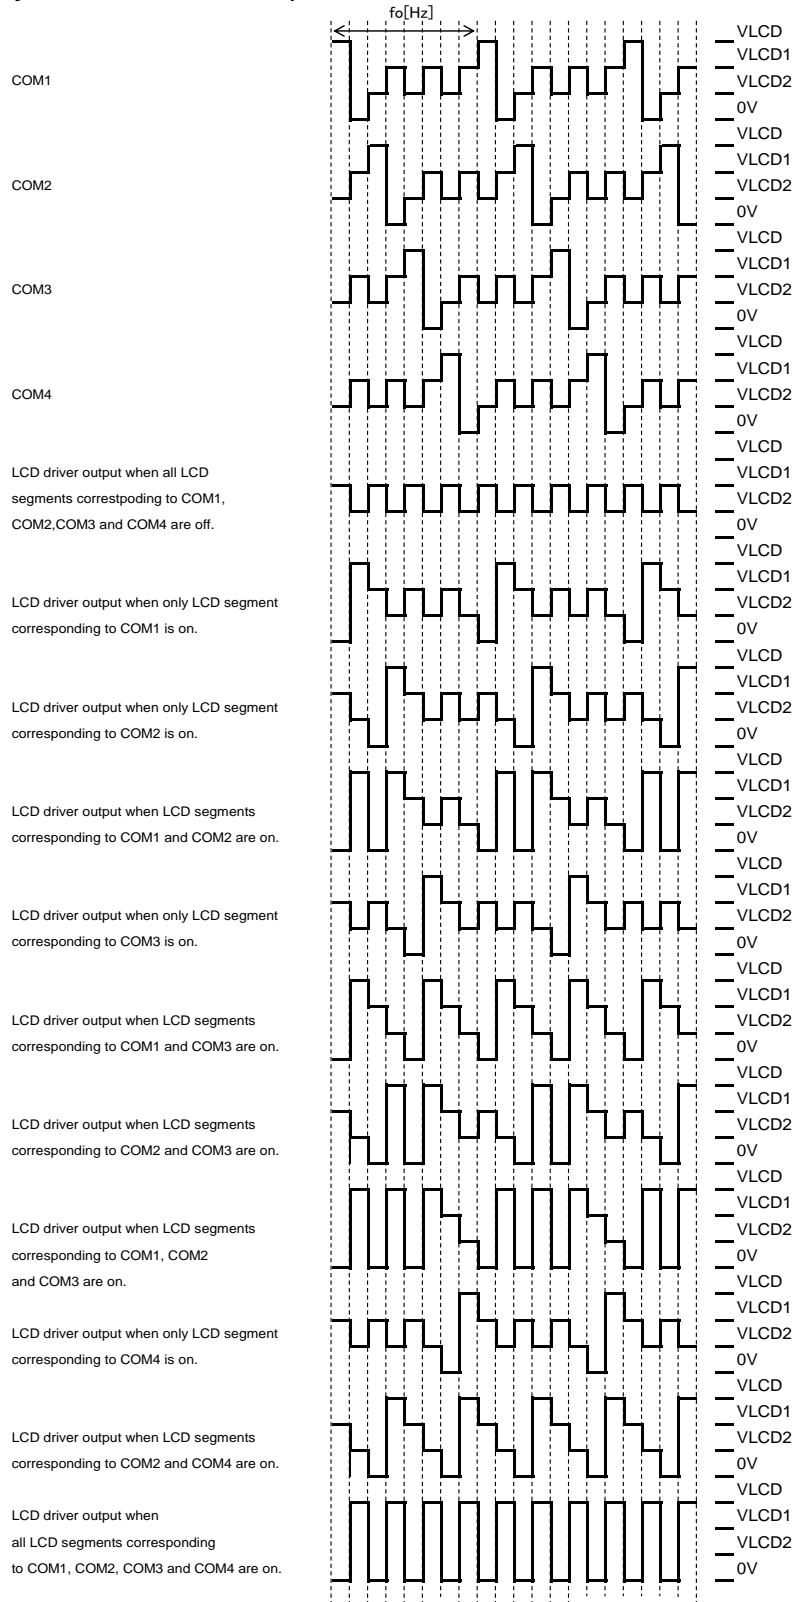 fo[Hz]
VLCD
VLCD1
COM1
VLCD2
0V
VLCD
VLCD1
COM2
VLCD2
0V
VLCD
VLCD1
COM3
VLCD2
0V
VLCD
VLCD1
COM4
VLCD2
0V
VLCD
LCD driver output when all LCD
VLCD1
segments correstpoding to COM1,
VLCD2
COM2,COM3 and COM4 are off.
0V
VLCD
VLCD1
LCD driver output when only LCD segment
VLCD2
corresponding to COM1 is on.
0V
VLCD
VLCD1
LCD driver output when only LCD segment
VLCD2
corresponding to COM2 is on.
0V
VLCD
VLCD1
LCD driver output when LCD segments
VLCD2
corresponding to COM1 and COM2 are on.
0V
VLCD
VLCD1
LCD driver output when only LCD segment
VLCD2
corresponding to COM3 is on.
0V
VLCD
VLCD1
LCD driver output when LCD segments
VLCD2
corresponding to COM1 and COM3 are on.
0V
VLCD
VLCD1
LCD driver output when LCD segments
VLCD2
corresponding to COM2 and COM3 are on.
0V
VLCD
VLCD1
LCD driver output when LCD segments
VLCD2
corresponding to COM1, COM2
0V
and COM3 are on.
VLCD
VLCD1
LCD driver output when only LCD segment
VLCD2
corresponding to COM4 is on.
0V
VLCD
VLCD1
LCD driver output when LCD segments
VLCD2
corresponding to COM2 and COM4 are on.
0V
VLCD
LCD driver output when
VLCD1
all LCD segments corresponding
VLCD2
to COM1, COM2, COM3 and COM4 are on.
0V